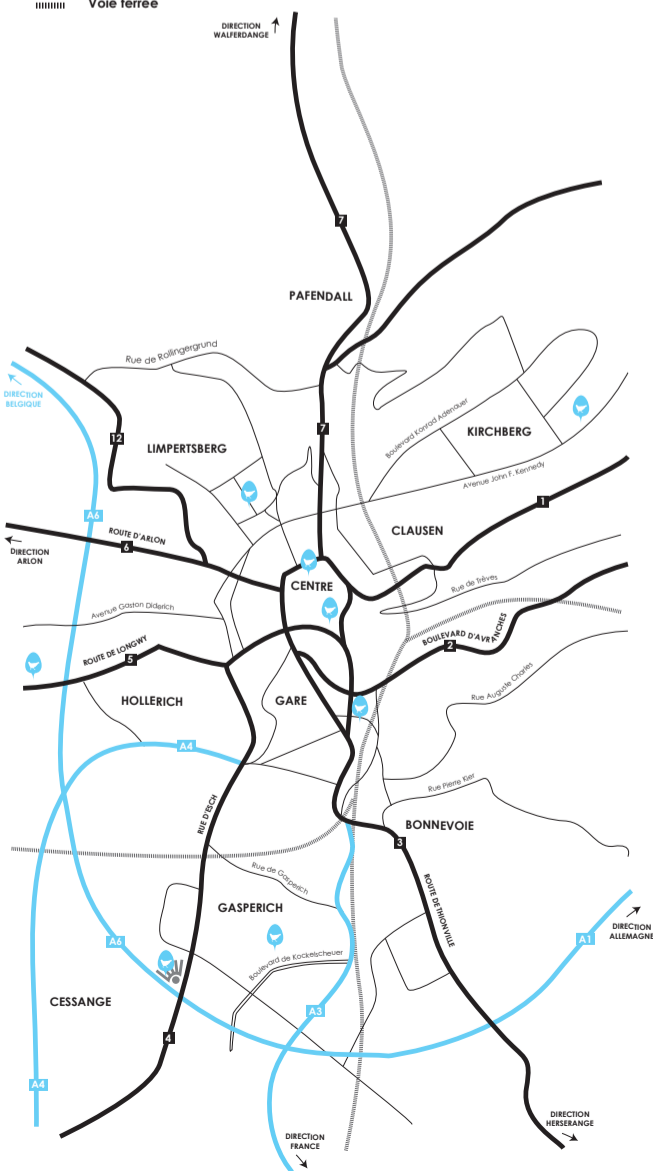 Voie ferrée
DIRECTION
WALFERDANGE
7
PAFENDALL
Rue de Rollingergrund
DIRECTION
BELGIQUE
12
7
LIMPERTSBERG
Boulevard Konrad Adenauer
KIRCHBERG
Avenue John F. Kennedy
A6
1
ROUTE D'ARLON
6
DIRECTION
ARLON
CLAUSEN
CENTRE
Rue de Trèves
Avenue Gaston Diderich
BOULEVARD D'AVRANCHES
2
ROUTE DE LONGWY
5
HOLLERICH
GARE
Rue Auguste Charles
A4
Rue Pierre Kier
RUE D'ESCH
BONNEVOIE
3
Rue de Gasperich
ROUTE DE THIONVILLE
GASPERICH
DIRECTION
ALLEMAGNE
A6
A1
Boulevard de Kockelscheuer
CESSANGE
A3
4
A4
DIRECTION
HERSERANGE
DIRECTION
FRANCE